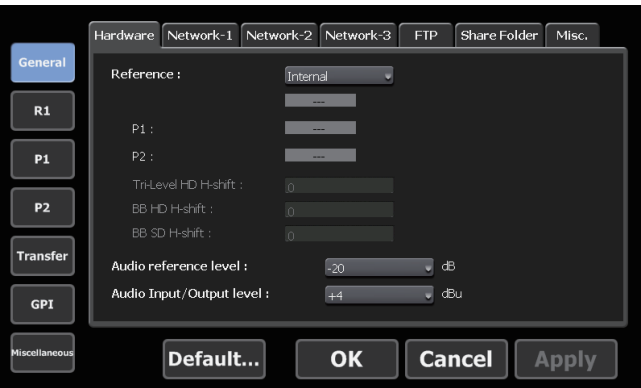 Hardware Network-1 Network-2 Network-3 FTP Share Folder Misc.
General
R1
P1
P2
Transfer
GPI
Miscellaneous
Reference : Internal
---
P1 : ---
P2 : ---
Tri-Level HD H-shift : 0
BB HD H-shift : 0
BB SD H-shift : 0
Audio reference level : -20 dB
Audio Input/Output level : +4 dBu
Default... OK Cancel Apply